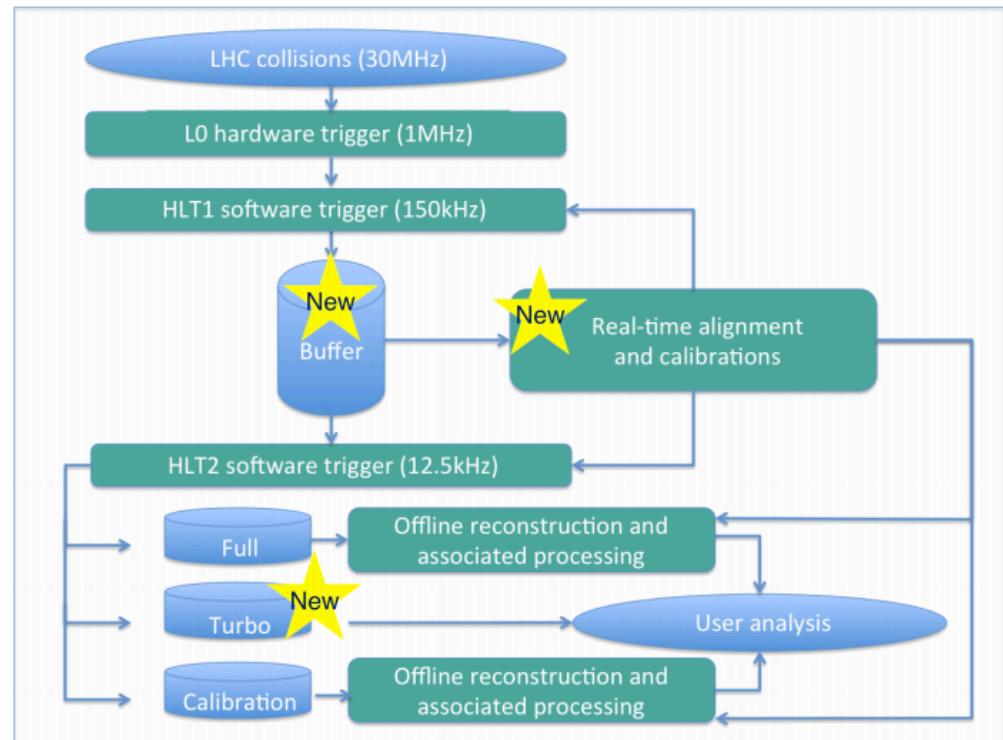 LHC collisions (30MHz)
L0 hardware trigger (1MHz)
HLT1 software trigger (150kHz)
New
Buffer
New
Real-time alignment
and calibrations
HLT2 software trigger (12.5kHz)
Full
Offline reconstruction and
associated processing
New
Turbo
User analysis
Calibration
Offline reconstruction and
associated processing